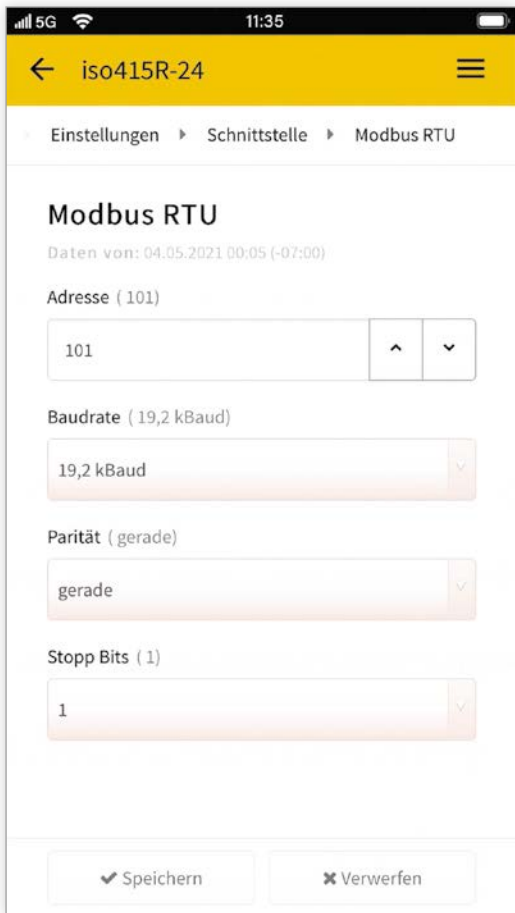 5G 11:35
iso415R-24
Einstellungen Schnittstelle Modbus RTU
Modbus RTU
Daten von: 04.05.2021 00:05 (-07:00)
Adresse ( 101)
101
Baudrate ( 19,2 kBaud)
19,2 kBaud
Parität ( gerade)
gerade
Stopp Bits ( 1)
1
Speichern Verwerfen